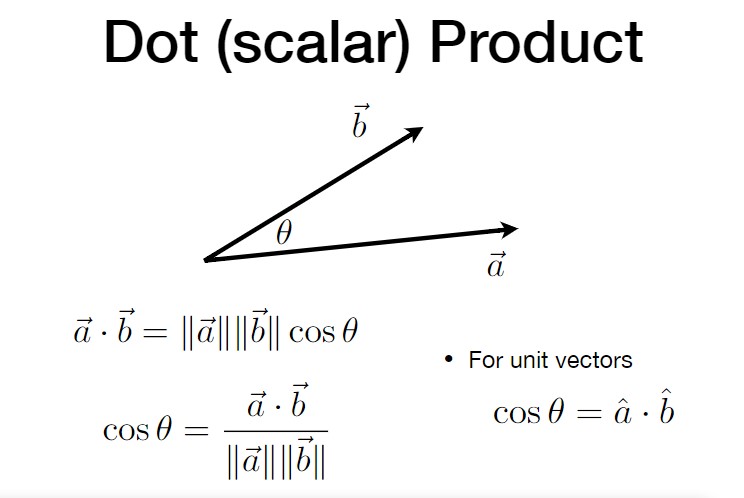 Dot (scalar) Product
$\vec{b}$
$\theta$
$\vec{a}$
$\vec{a} \cdot \vec{b} = \|\vec{a}\| \|\vec{b}\| \cos \theta$
$\cos \theta = \frac{\vec{a} \cdot \vec{b}}{\|\vec{a}\| \|\vec{b}\|}$
• For unit vectors
$\cos \theta = \hat{a} \cdot \hat{b}$